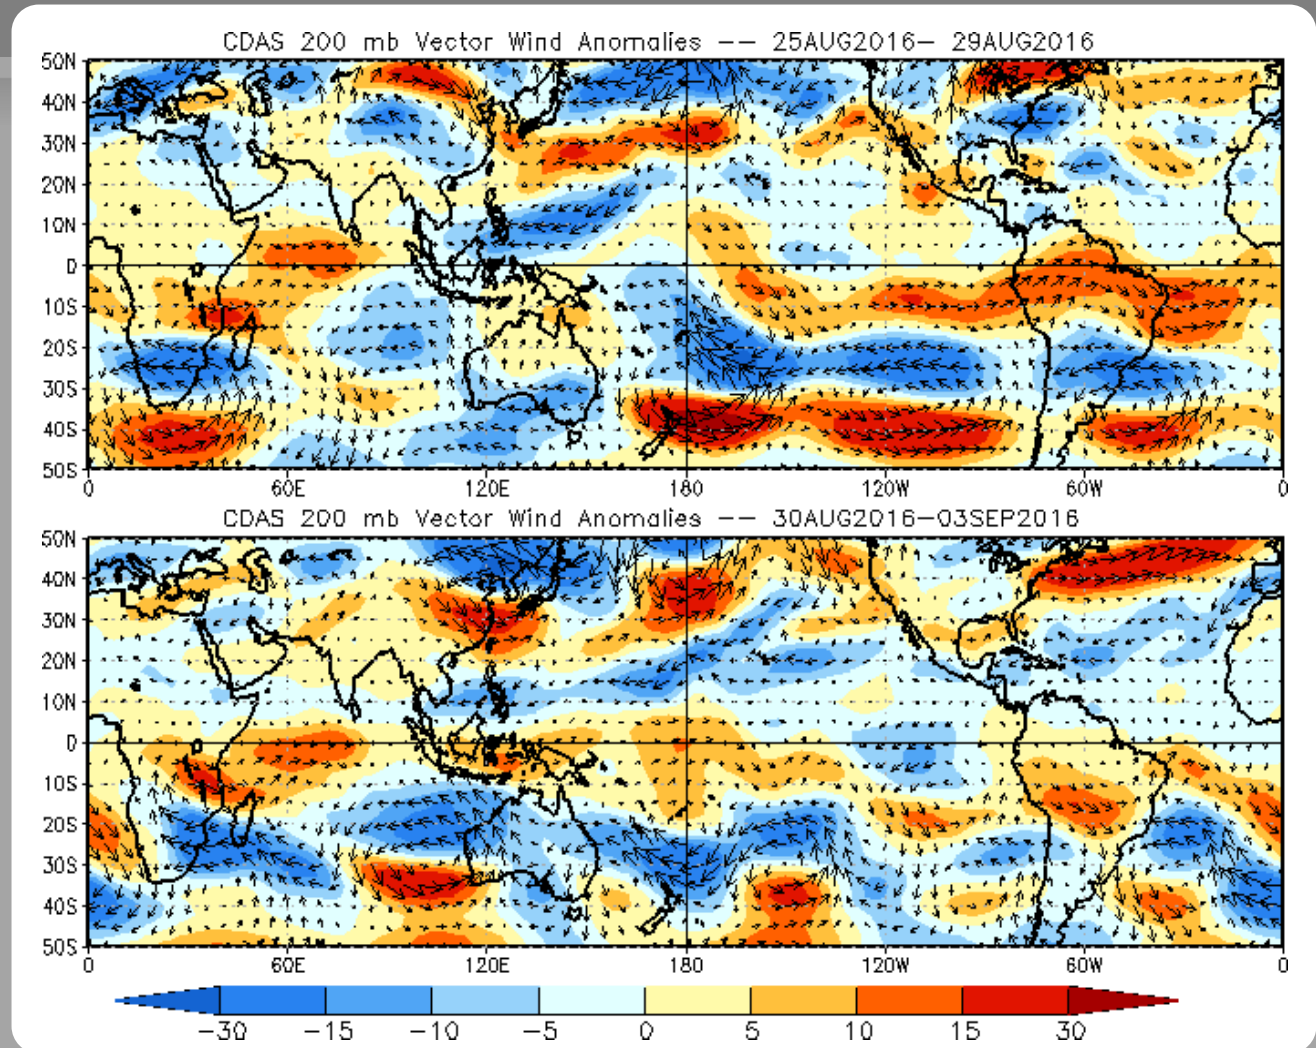 CDAS 200 mb Vector Wind Anomalies -- 25AUG2016- 29AUG2016
50N
40N
30N
20N
10N
0
10S
20S
30S
40S
50S
0 60E 120E 180 120W 60W 0
CDAS 200 mb Vector Wind Anomalies -- 30AUG2016-03SEP2016
50N
40N
30N
20N
10N
0
10S
20S
30S
40S
50S
0 60E 120E 180 120W 60W 0
-30 -15 -10 -5 0 5 10 15 30